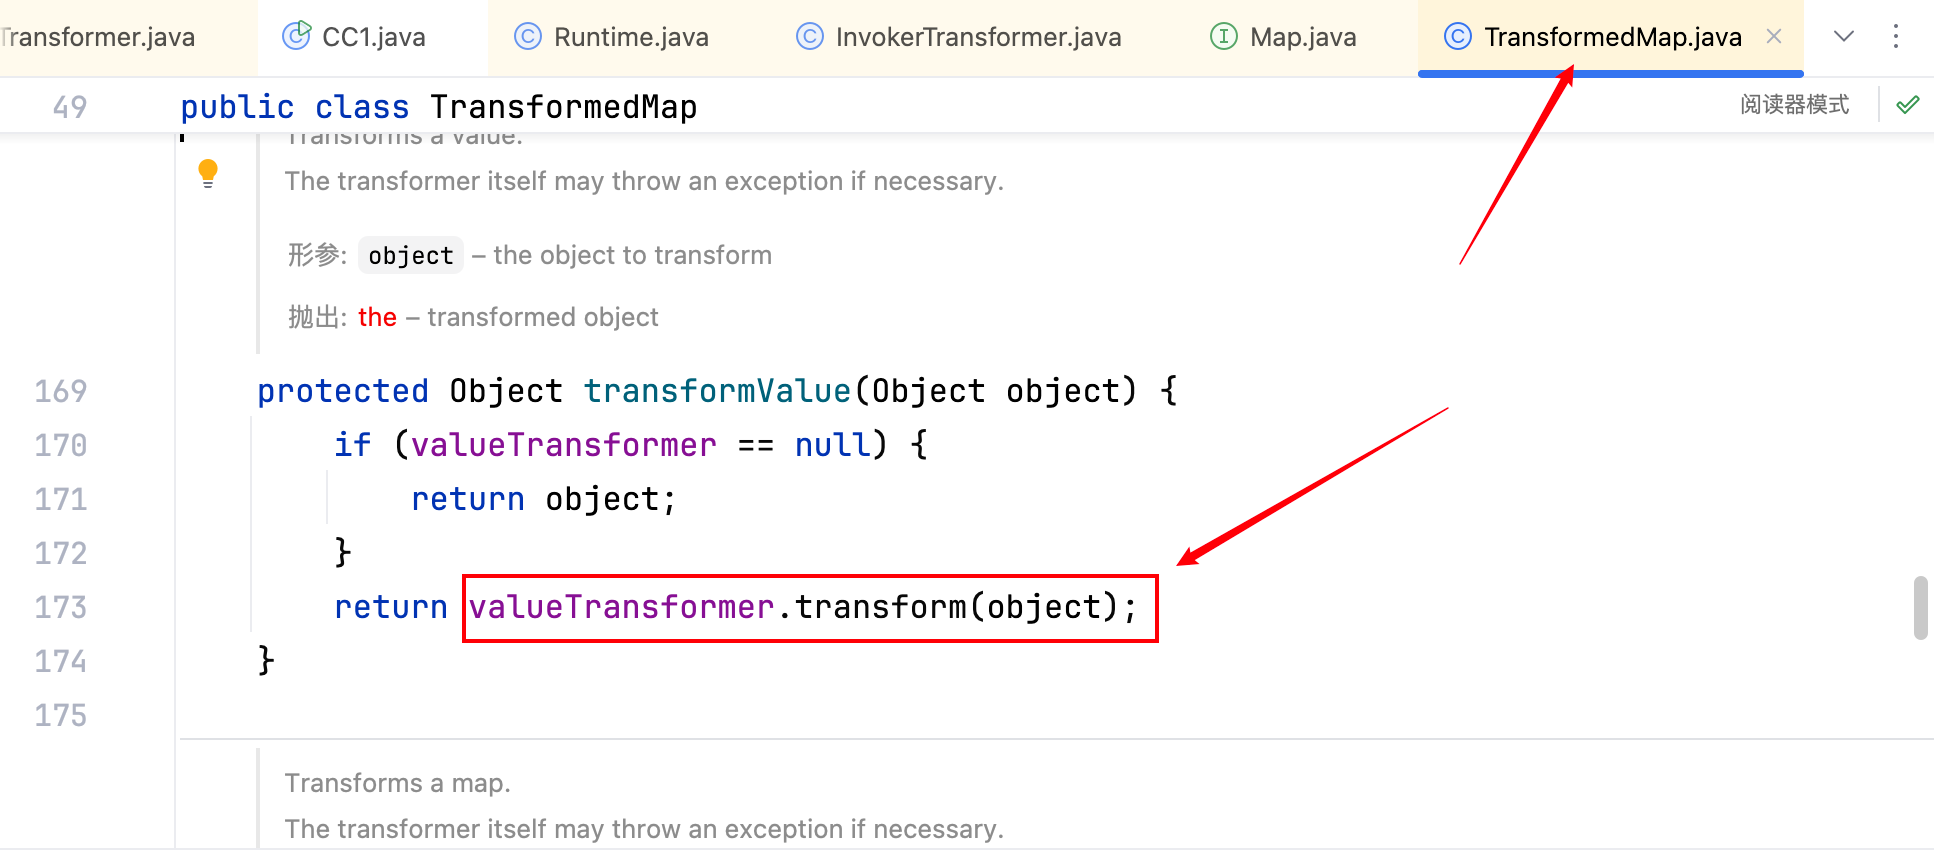 Transformer.java CC1.java Runtime.java InvokerTransformer.java Map.java TransformedMap.java
49 public class TransformedMap 阅读器模式
Transforms a value.
The transformer itself may throw an exception if necessary.
形参: object – the object to transform
抛出: the – transformed object
169 protected Object transformValue(Object object) {
170 if (valueTransformer == null) {
171 return object;
172 }
173 return valueTransformer.transform(object);
174 }
175
Transforms a map.
The transformer itself may throw an exception if necessary.